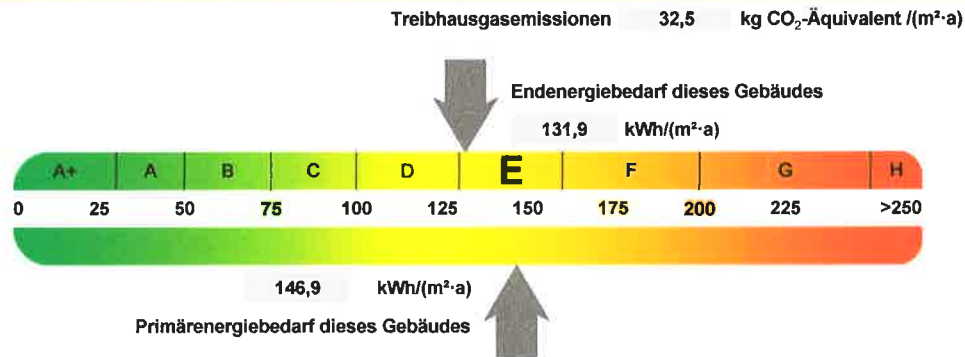 Treibhausgasemissionen 32,5 kg CO₂-Äquivalent /(m²·a)
Endenergiebedarf dieses Gebäudes
131,9 kWh/(m²·a)
A+ A B C D E F G H
0 25 50 75 100 125 150 175 200 225 >250
146,9 kWh/(m²·a)
Primärenergiebedarf dieses Gebäudes